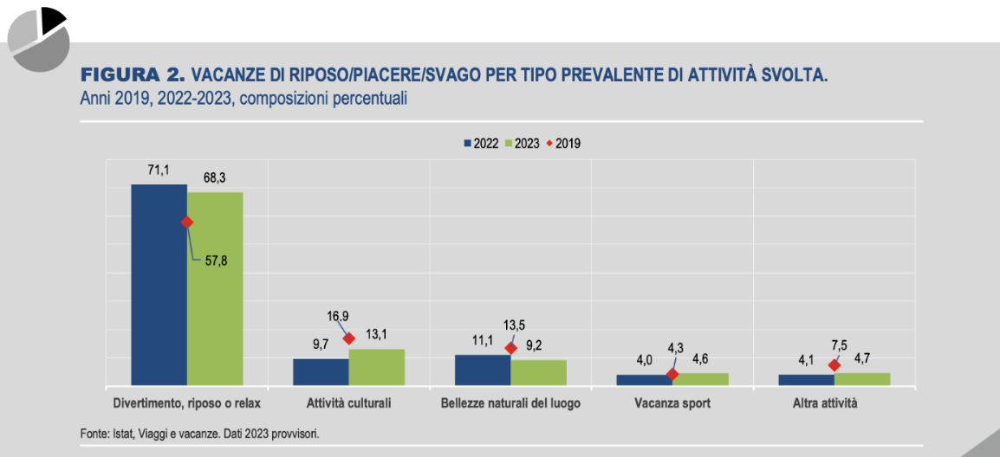 FIGURA 2. VACANZE DI RIPOSO/PIACERE/SVAGO PER TIPO PREVALENTE DI ATTIVITÀ SVOLTA.
Anni 2019, 2022-2023, composizioni percentuali
2022 2023 2019
71,1 68,3
57,8
16.9
9,7 13,1
13,5
11,1 9,2
4,3
4,0 4,6
7,5
4,1 4,7
Divertimento, riposo o relax Attività culturali Bellezze naturali del luogo Vacanza sport Altra attività
Fonte: Istat, Viaggi e vacanze. Dati 2023 provvisori.